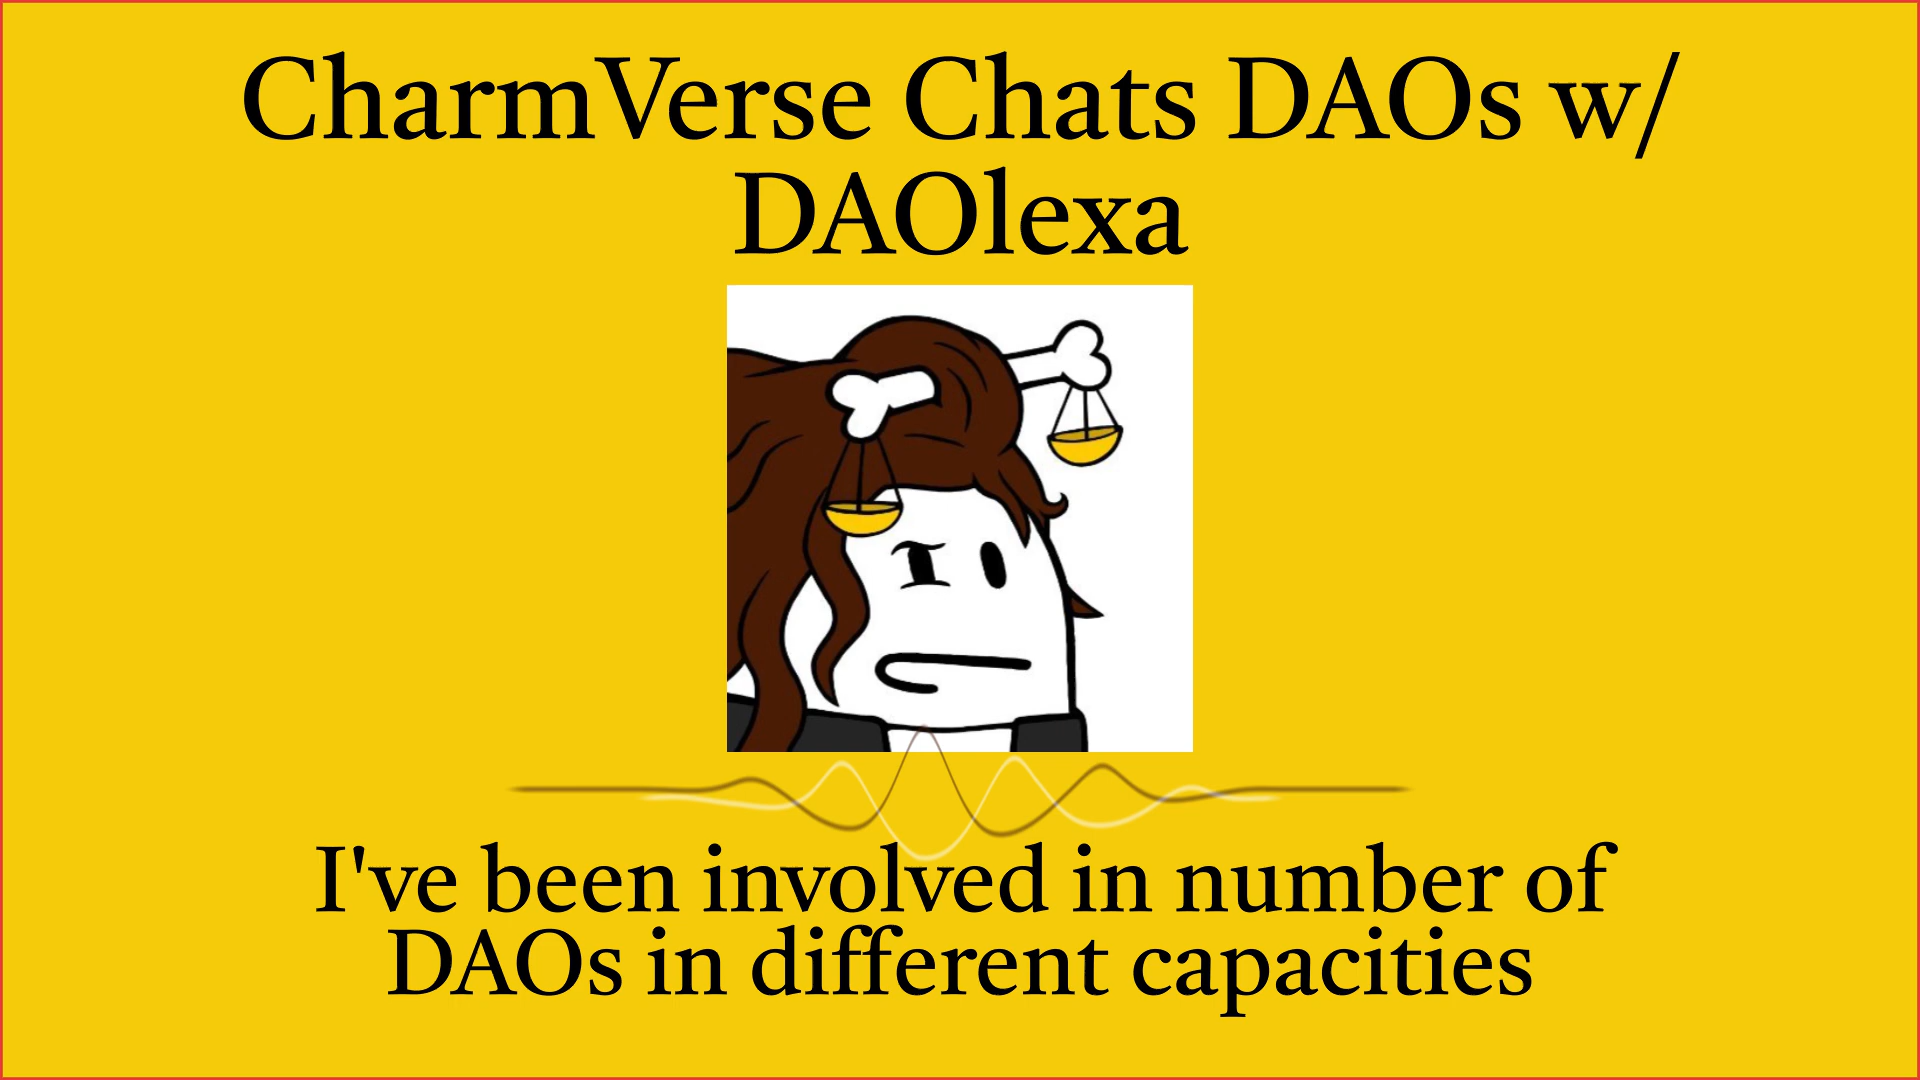 CharmVerse Chats DAOs w/
DAOlexa
I've been involved in number of
DAOs in different capacities